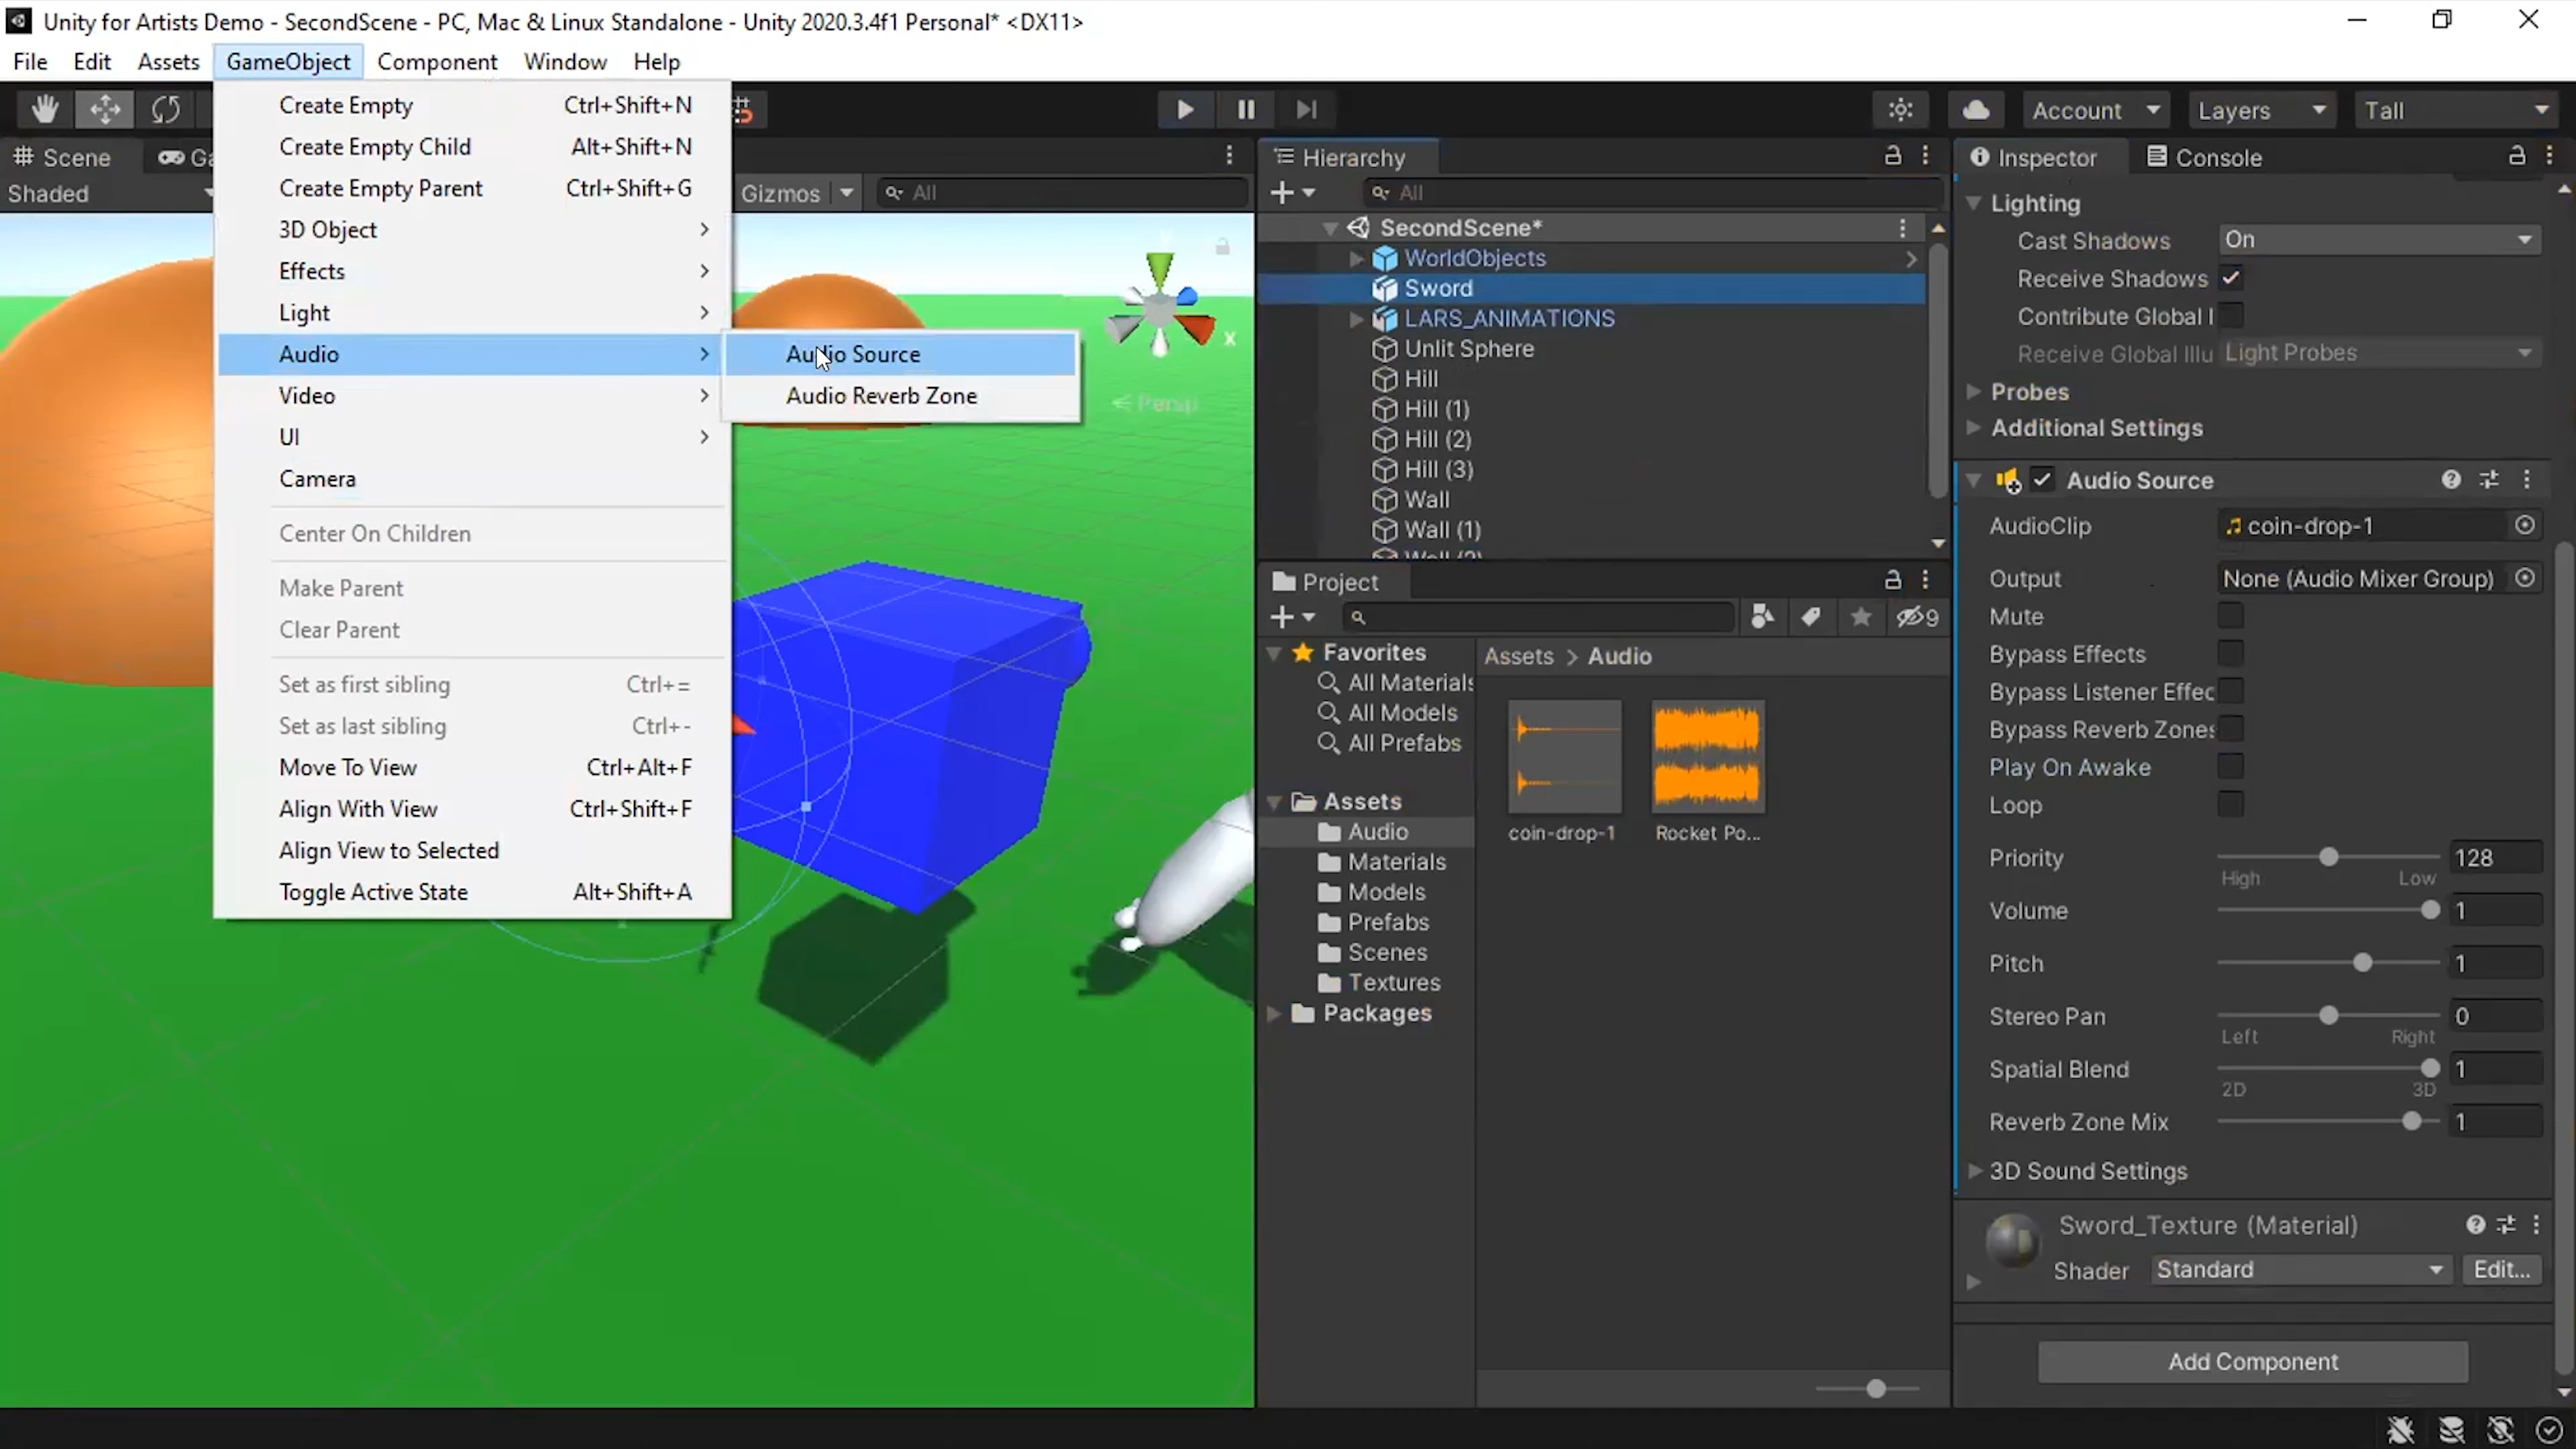 Unity for Artists Demo - SecondScene - PC, Mac & Linux Standalone - Unity 2020.3.4f1 Personal* <DX11>
File Edit Assets GameObject Component Window Help
Create Empty Ctrl+Shift+N
Create Empty Child Alt+Shift+N
Create Empty Parent Ctrl+Shift+G
3D Object
Effects
Light
Audio
Video
UI
Camera
Center On Children
Make Parent
Clear Parent
Set as first sibling Ctrl+=
Set as last sibling Ctrl+-
Move To View Ctrl+Alt+F
Align With View Ctrl+Shift+F
Align View to Selected
Toggle Active State Alt+Shift+A
Audio Source
Audio Reverb Zone
Account Layers Tall
Scene Ga
Shaded
Gizmos All
X
Persp
Hierarchy
All
SecondScene*
WorldObjects
Sword
LARS_ANIMATIONS
Unlit Sphere
Hill
Hill (1)
Hill (2)
Hill (3)
Wall
Wall (1)
Wall (2)
Project
9
Favorites
All Materials
All Models
All Prefabs
Assets
Audio
Materials
Models
Prefabs
Scenes
Textures
Packages
Assets > Audio
coin-drop-1 Rocket Po...
Inspector Console
Lighting
Cast Shadows On
Receive Shadows
Contribute Global I
Receive Global Illu Light Probes
Probes
Additional Settings
Audio Source
AudioClip coin-drop-1
Output None (Audio Mixer Group)
Mute
Bypass Effects
Bypass Listener Effec
Bypass Reverb Zones
Play On Awake
Loop
Priority 128
High Low
Volume 1
Pitch 1
Stereo Pan 0
Left Right
Spatial Blend 1
2D 3D
Reverb Zone Mix 1
3D Sound Settings
Sword_Texture (Material)
Shader Standard Edit...
Add Component